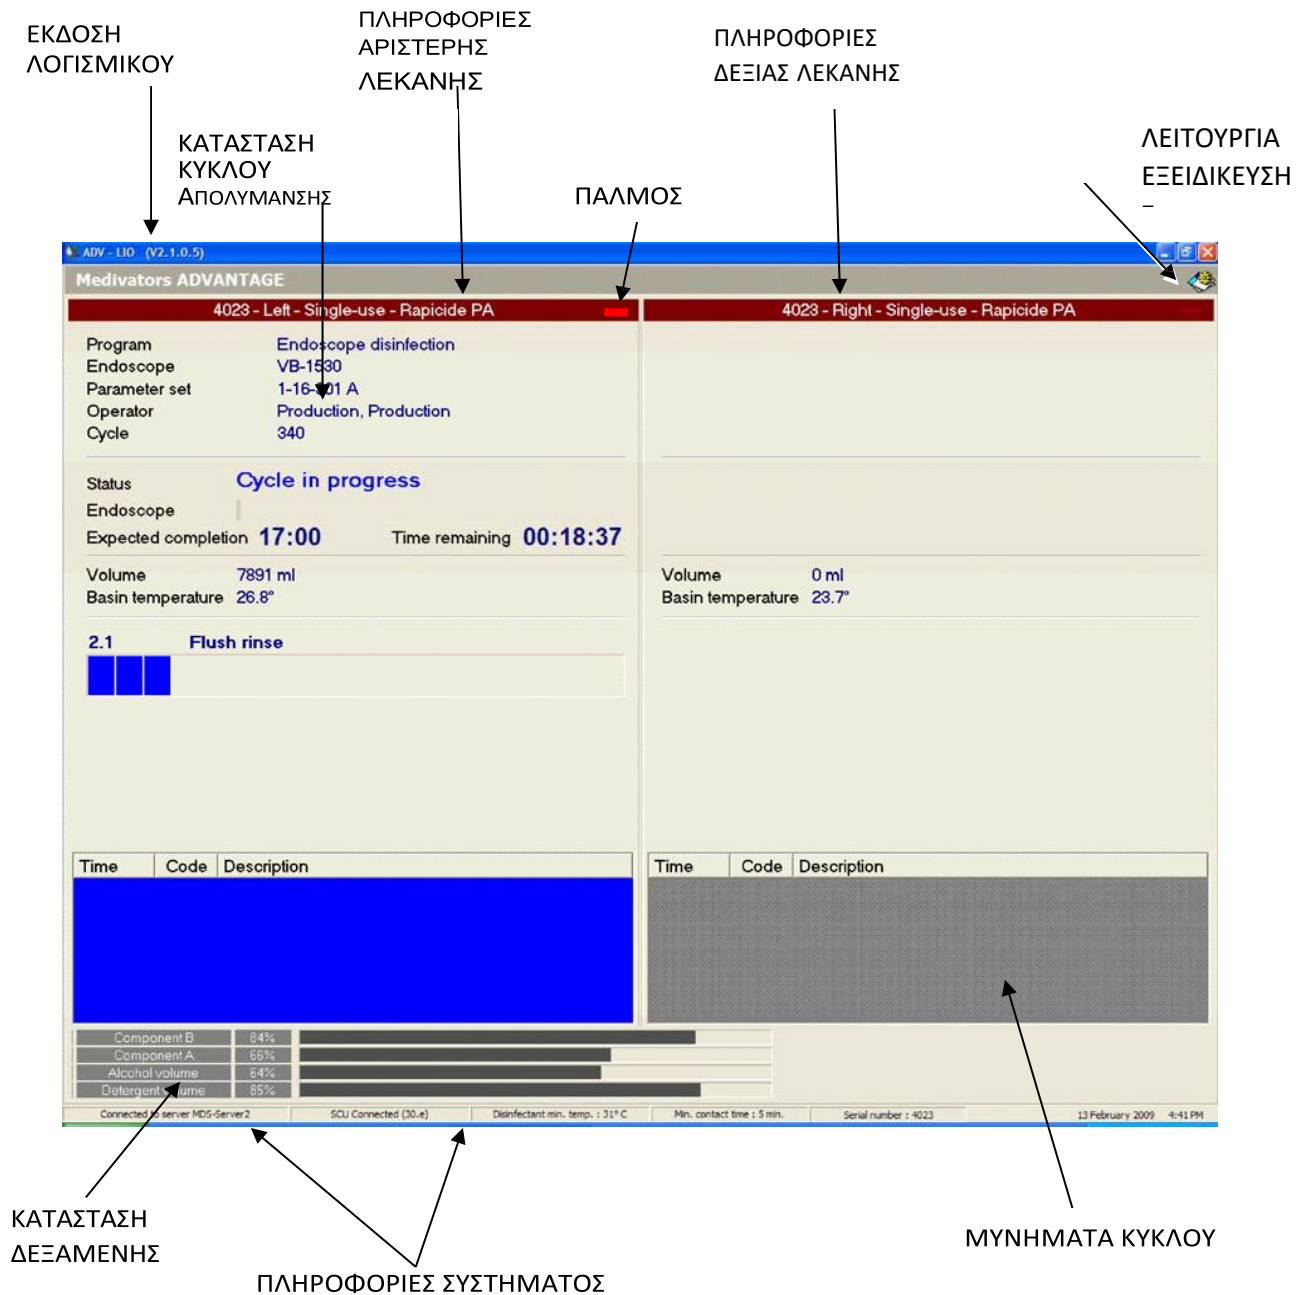 ΕΚΔΟΣΗ
ΛΟΓΙΣΜΙΚΟΥ
ΠΛΗΡΟΦΟΡΙΕΣ
ΑΡΙΣΤΕΡΗΣ
ΛΕΚΑΝΗΣ
ΠΛΗΡΟΦΟΡΙΕΣ
ΔΕΞΙΑΣ ΛΕΚΑΝΗΣ
ΚΑΤΑΣΤΑΣΗ
ΚΥΚΛΟΥ
ΑΠΟΛΥΜΑΝΣΗΣ
ΠΑΛΜΟΣ
ΛΕΙΤΟΥΡΓΙΑ
ΕΞΕΙΔΙΚΕΥΣΗ
–
ADV - LIO (V2.1.0.5)
Medivators ADVANTAGE
4023 - Left - Single-use - Rapicide PA
4023 - Right - Single-use - Rapicide PA
Program Endoscope disinfection
Endoscope VB-1530
Parameter set 1-16-301 A
Operator Production, Production
Cycle 340
Status Cycle in progress
Endoscope
Expected completion 17:00 Time remaining 00:18:37
Volume 7891 ml
Basin temperature 26.8°
Volume 0 ml
Basin temperature 23.7°
2.1 Flush rinse
Time Code Description
Time Code Description
Component B 84%
Component A 66%
Alcohol volume 64%
Detergent volume 85%
Connected to server MDS-Server2 SCU Connected (30.e) Disinfectant min. temp. : 31° C Min. contact time : 5 min. Serial number : 4023 13 February 2009 4:41 PM
ΚΑΤΑΣΤΑΣΗ
ΔΕΞΑΜΕΝΗΣ
ΜΥΝΗΜΑΤΑ ΚΥΚΛΟΥ
ΠΛΗΡΟΦΟΡΙΕΣ ΣΥΣΤΗΜΑΤΟΣ